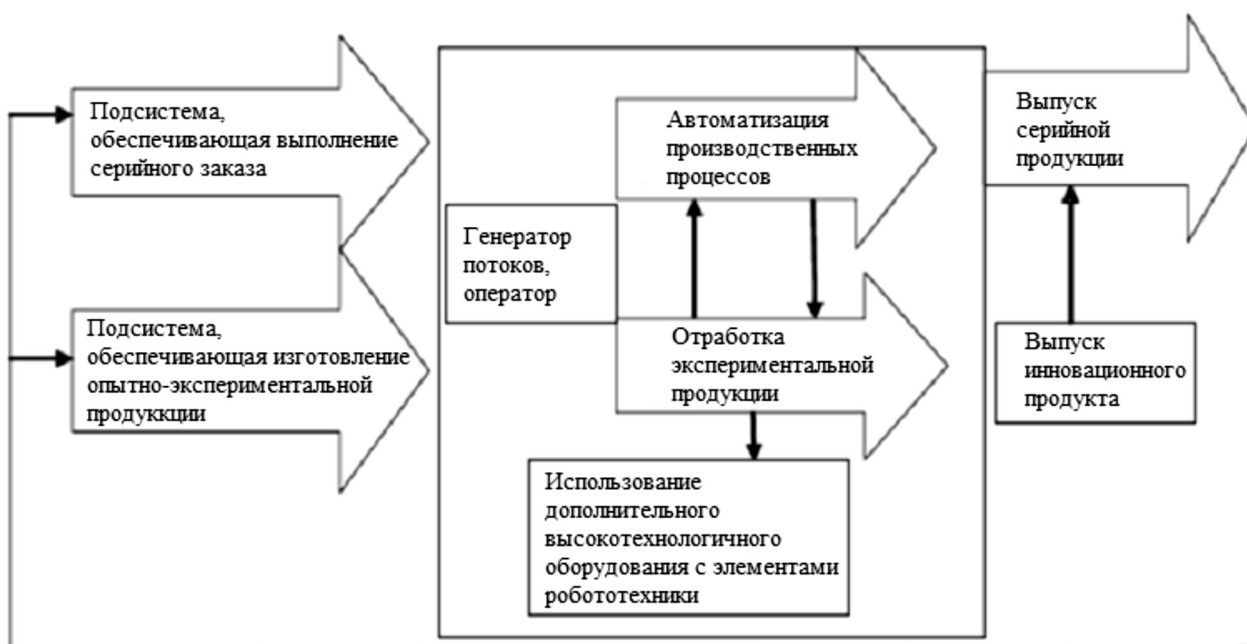 Подсистема,
обеспечивающая выполнение
серийного заказа
Подсистема,
обеспечивающая изготовление
опытно-экспериментальной
продуккции
Генератор
потоков,
оператор
Автоматизация
производственных
процессов
Отработка
экспериментальной
продукции
Использование
дополнительного
высокотехнологичного
оборудования с элементами
робототехники
Выпуск
серийной
продукции
Выпуск
инновационного
продукта